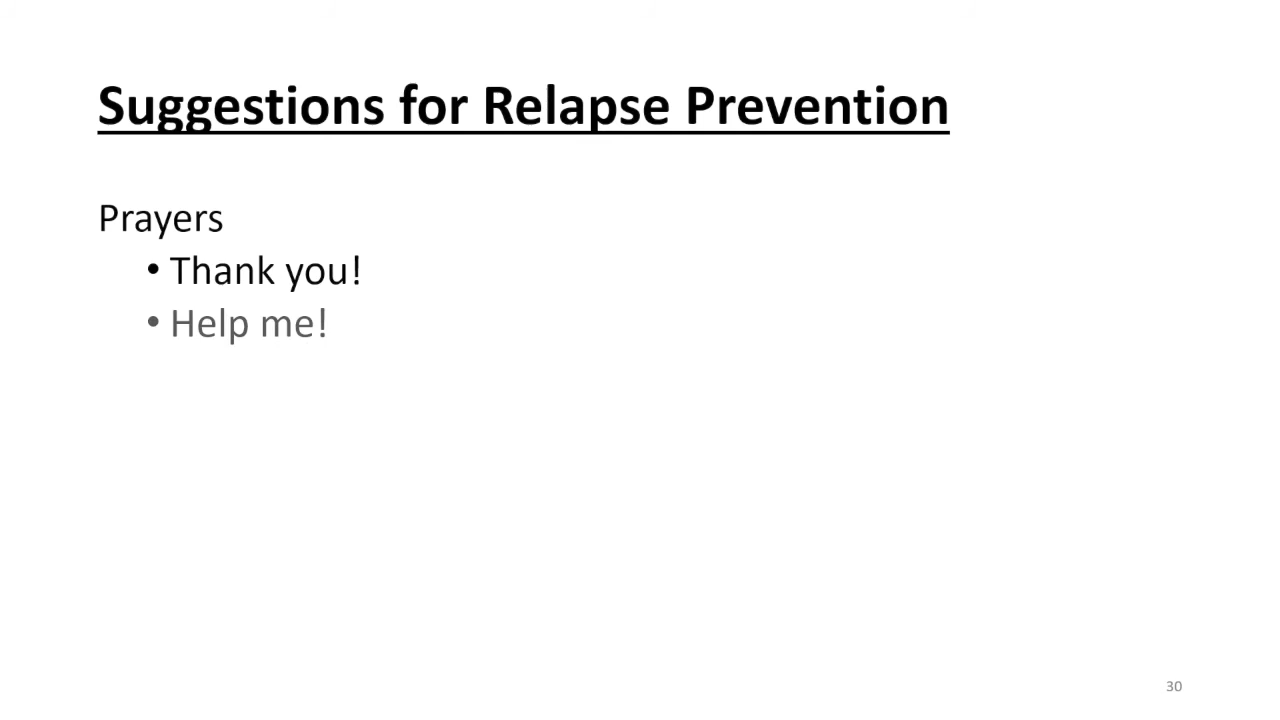 Suggestions for Relapse Prevention
Prayers
• Thank you!
• Help me!
30